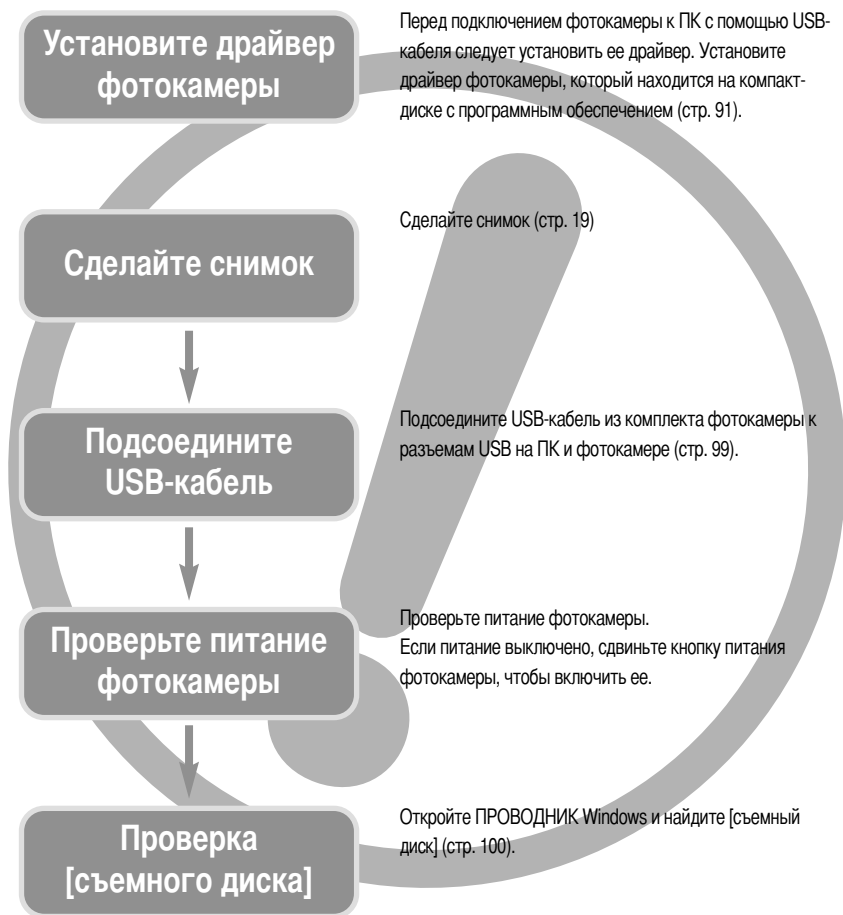 Установите драйвер
фотокамеры
Перед подключением фотокамеры к ПК с помощью USB-
кабеля следует установить ее драйвер. Установите
драйвер фотокамеры, который находится на компакт-
диске с программным обеспечением (стр. 91).
Сделайте снимок
Сделайте снимок (стр. 19)
Подсоедините
USB-кабель
Подсоедините USB-кабель из комплекта фотокамеры к
разъемам USB на ПК и фотокамере (стр. 99).
Проверьте питание
фотокамеры
Проверьте питание фотокамеры.
Если питание выключено, сдвиньте кнопку питания
фотокамеры, чтобы включить ее.
Проверка
[съемного диска]
Откройте ПРОВОДНИК Windows и найдите [съемный
диск] (стр. 100).